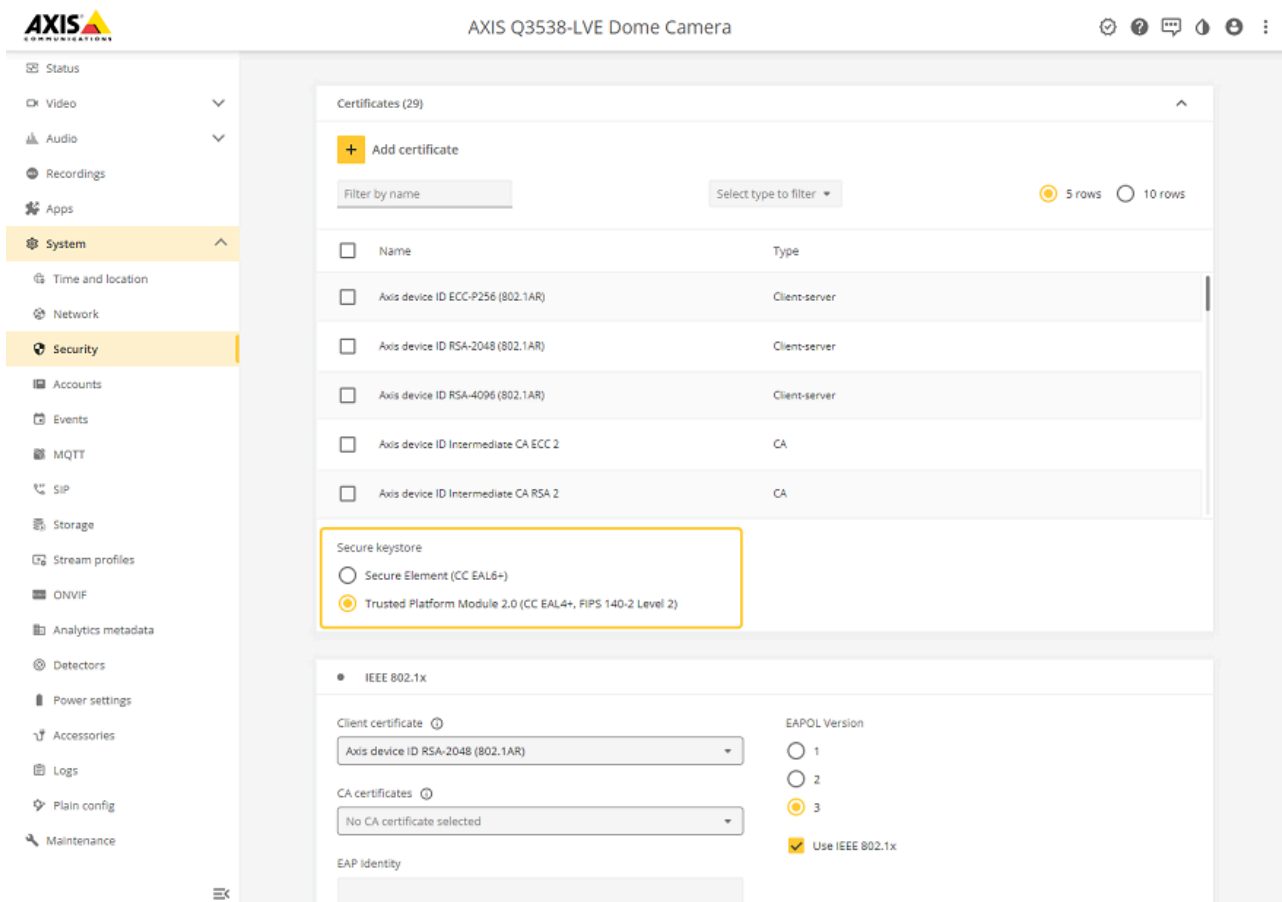 AXIS
COMMUNICATIONS
AXIS Q3538-LVE Dome Camera
Status
Video
Audio
Recordings
Apps
System
Time and location
Network
Security
Accounts
Events
MQTT
SIP
Storage
Stream profiles
ONVIF
Analytics metadata
Detectors
Power settings
Accessories
Logs
Plain config
Maintenance
Certificates (29)
+ Add certificate
Filter by name
Select type to filter
5 rows 10 rows
Name Type
Axis device ID ECC-P256 (802.1AR) Client-server
Axis device ID RSA-2048 (802.1AR) Client-server
Axis device ID RSA-4096 (802.1AR) Client-server
Axis device ID Intermediate CA ECC 2 CA
Axis device ID Intermediate CA RSA 2 CA
Secure keystore
Secure Element (CC EAL6+)
Trusted Platform Module 2.0 (CC EAL4+, FIPS 140-2 Level 2)
IEEE 802.1x
Client certificate
Axis device ID RSA-2048 (802.1AR)
CA certificates
No CA certificate selected
EAP Identity
EAPOL Version
1
2
3
Use IEEE 802.1x